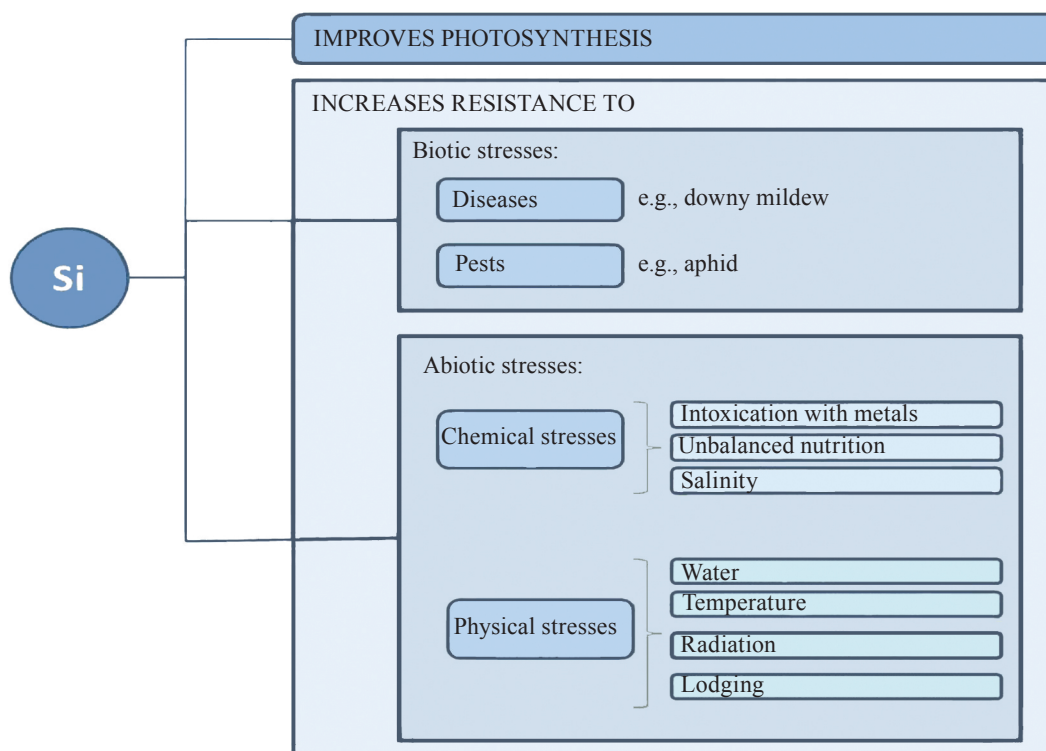 IMPROVES PHOTOSYNTHESIS
INCREASES RESISTANCE TO
Biotic stresses:
Diseases e.g., downy mildew
Pests e.g., aphid
Si
Abiotic stresses:
Chemical stresses
Intoxication with metals
Unbalanced nutrition
Salinity
Physical stresses
Water
Temperature
Radiation
Lodging